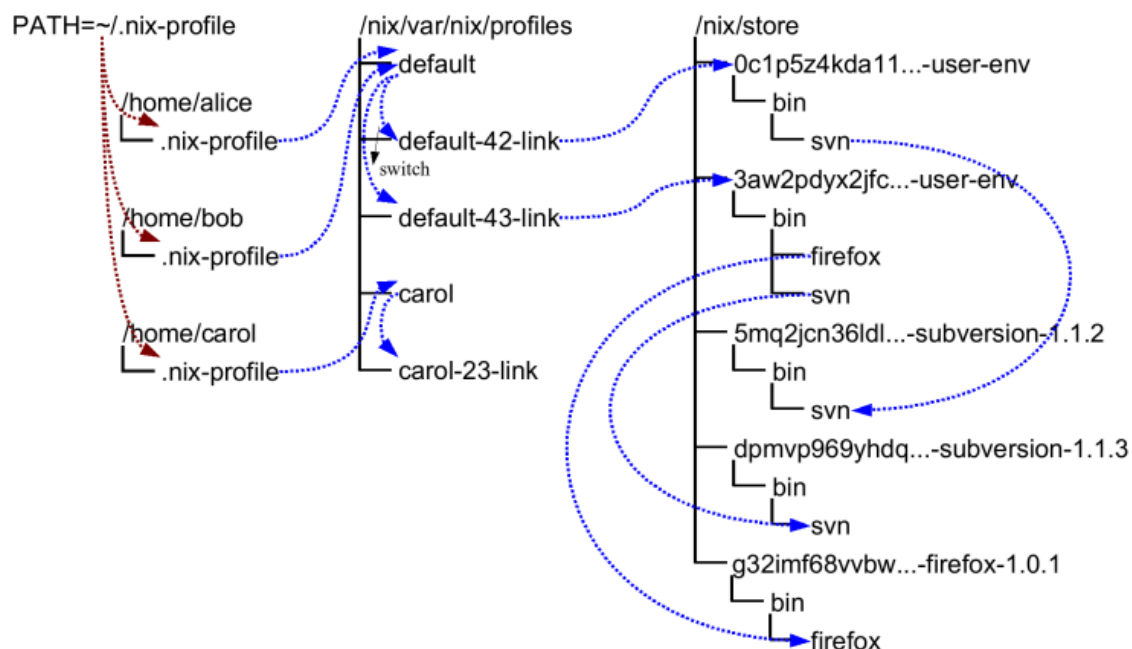 PATH=~/.nix-profile
/home/alice
.nix-profile
/home/bob
.nix-profile
/home/carol
.nix-profile
/nix/var/nix/profiles
default
default-42-link
switch
default-43-link
carol
carol-23-link
/nix/store
0c1p5z4kda11...-user-env
bin
svn
3aw2pdyx2jfc...-user-env
bin
firefox
svn
5mq2jcn36ldl...-subversion-1.1.2
bin
svn
dpmvp969yhdq...-subversion-1.1.3
bin
svn
g32imf68vvbw...-firefox-1.0.1
bin
firefox